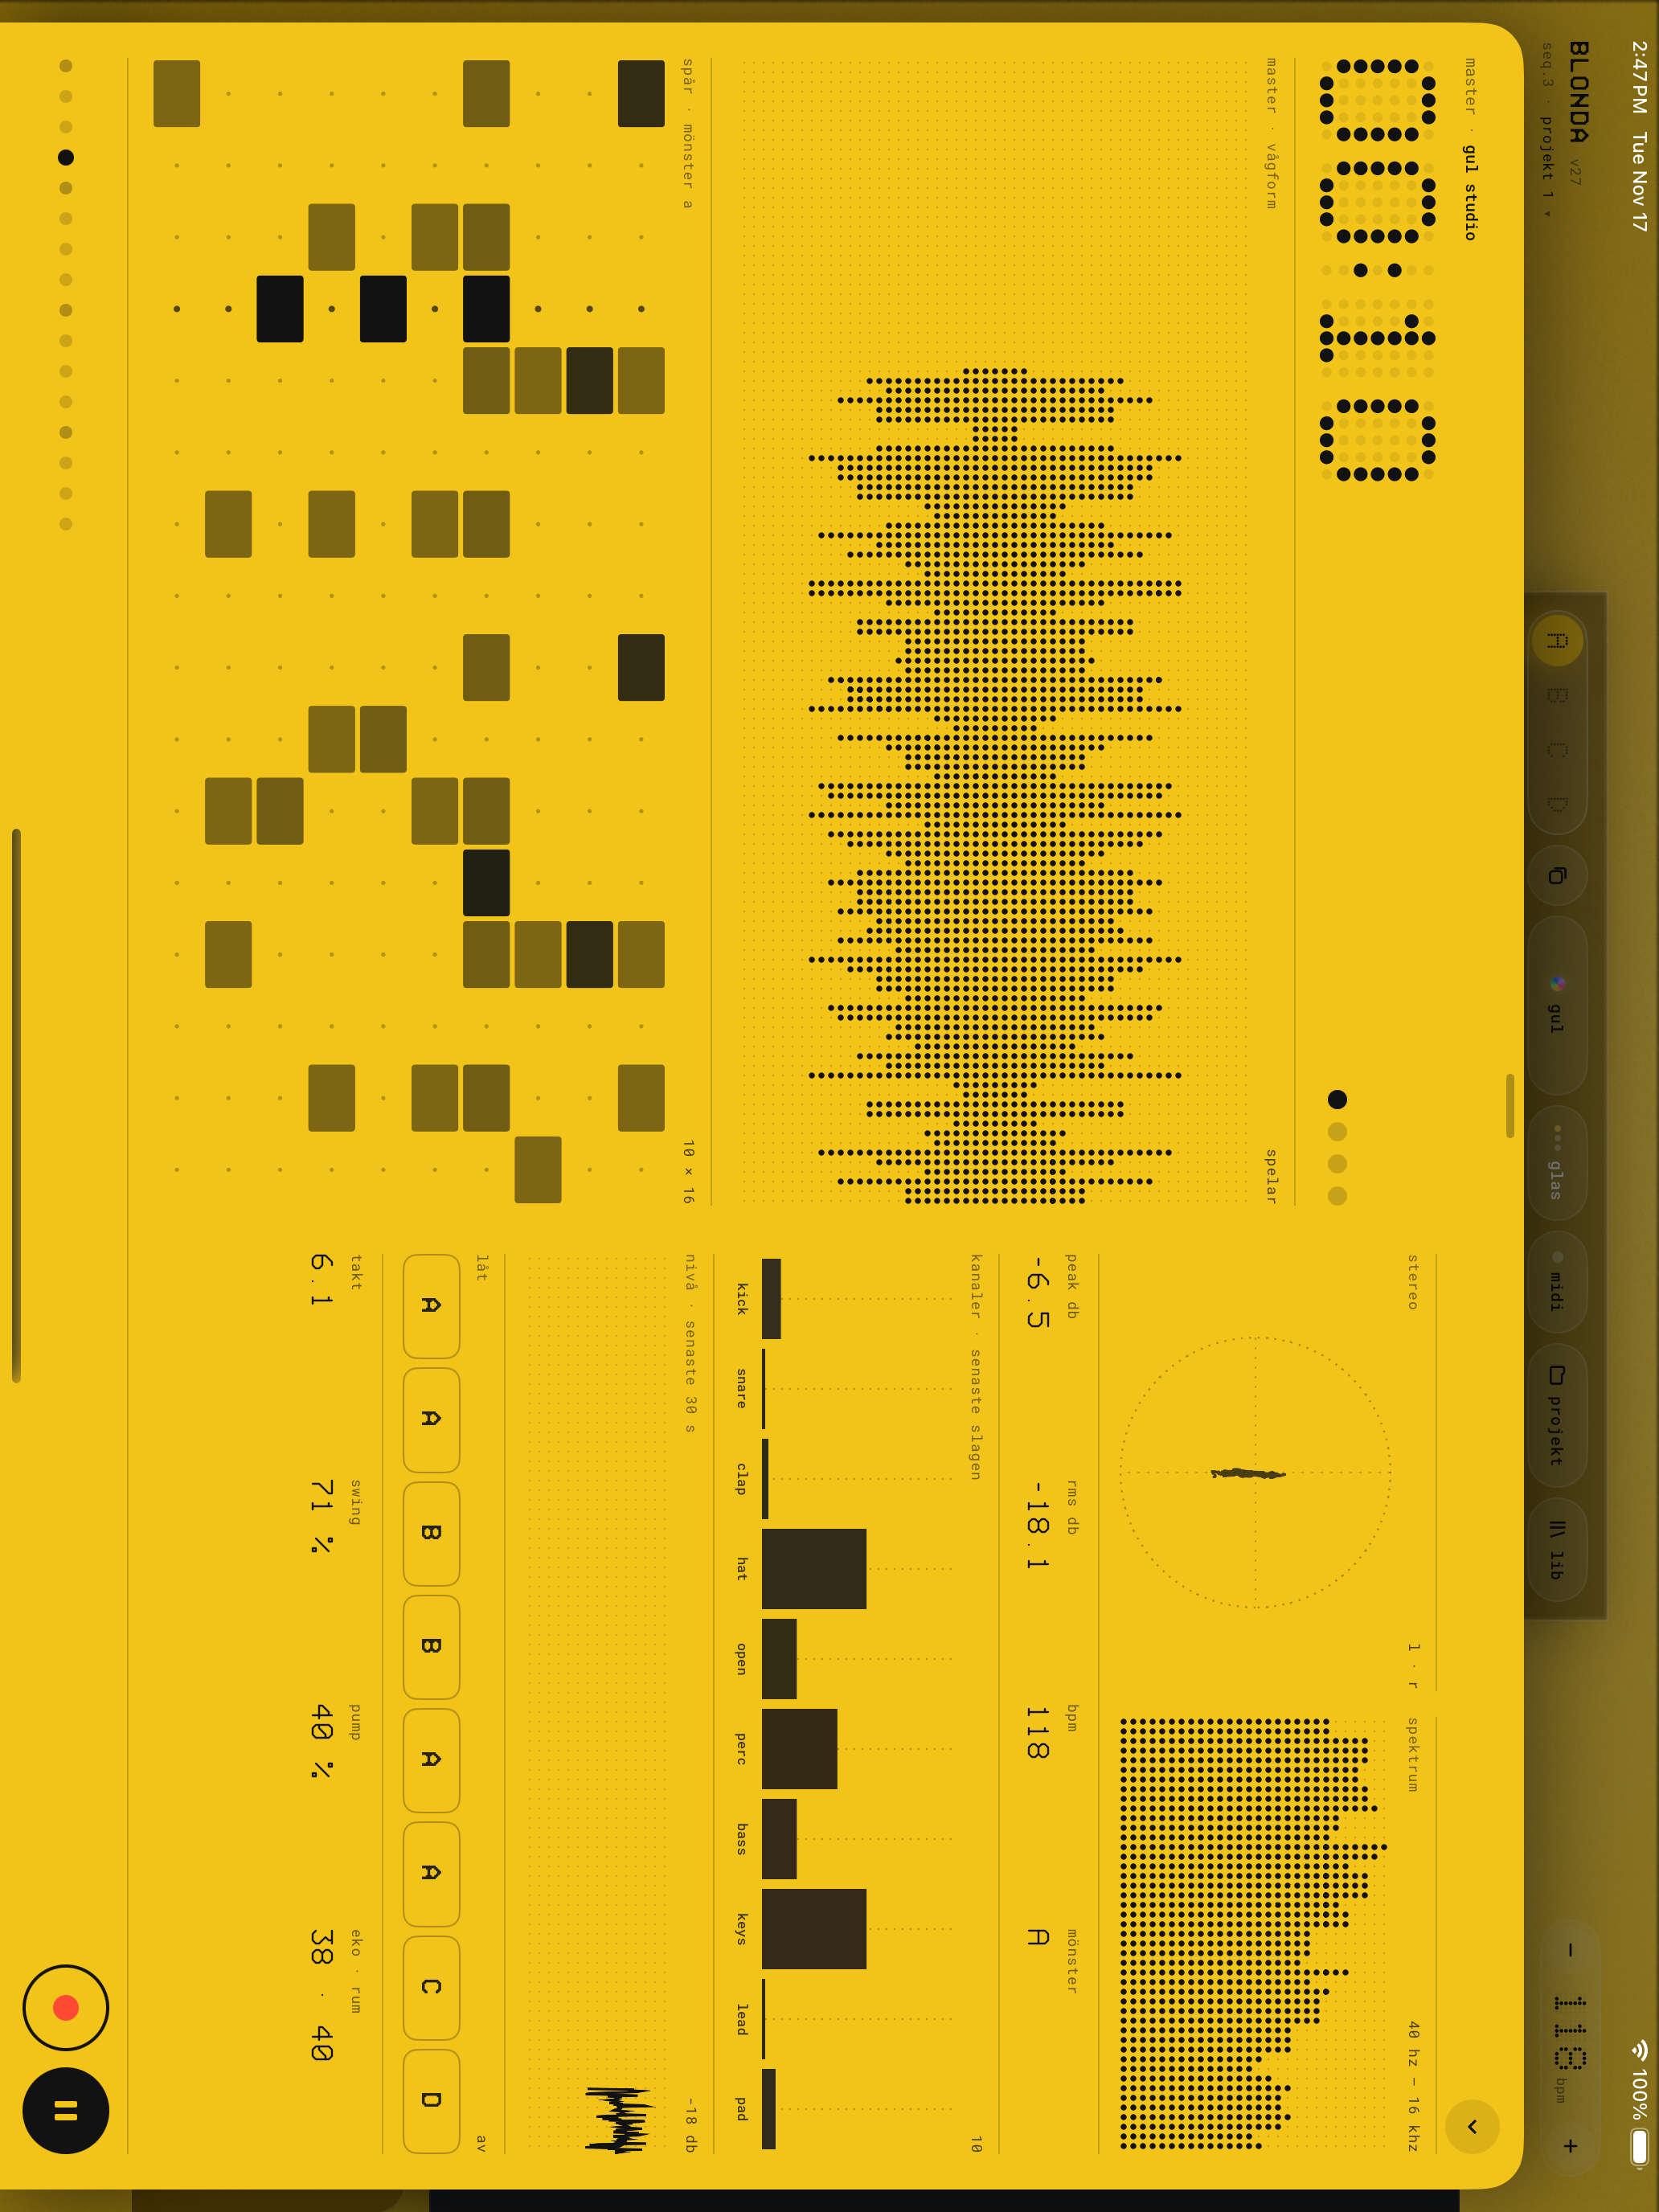 2:47 PM Tue Nov 17
100%
BLONDA v27
seq.3 · projekt 1 ▾
A B C D
gul
glas
midi
projekt
lib
− 118 bpm +
master · gul studio
00:10
master · vågform
spelar
spår · mönster a
10 × 16
stereo
l · r
spektrum
40 hz – 16 khz
peak db
rms db
bpm
mönster
-6.5
-18.1
118
A
kanaler · senaste slagen
10
kick snare clap hat open perc bass keys lead pad
nivå · senaste 30 s
-18 db
låt
av
A A B B A A C D
takt
swing
pump
eko · rum
6.1
71 %
40 %
38 · 40